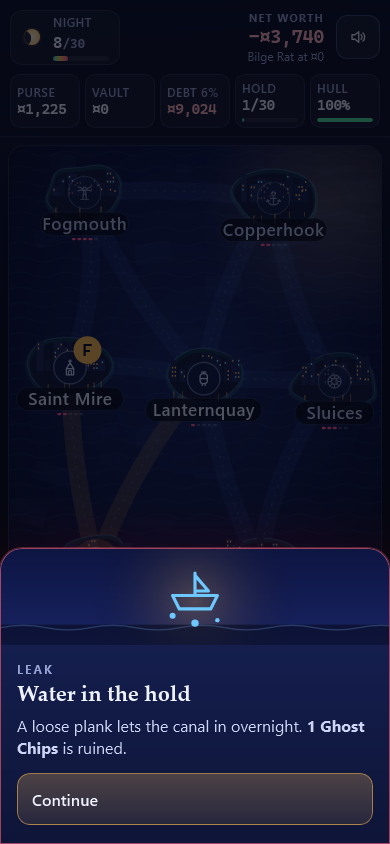 NIGHT
8/30
NET WORTH
−¤3,740
Bilge Rat at ¤0
PURSE
¤1,225
VAULT
¤0
DEBT 6%
¤9,024
HOLD
1/30
HULL
100%
Fogmouth
Copperhook
F
Saint Mire
Lanternquay
Sluices
LEAK
Water in the hold
A loose plank lets the canal in overnight. 1 Ghost
Chips is ruined.
Continue